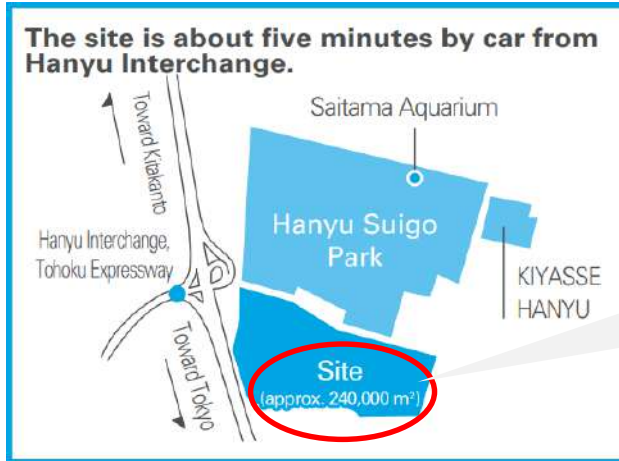 The site is about five minutes by car from
Hanyu Interchange.
Toward Kitakanto
Saitama Aquarium
Hanyu Suigo
Park
Hanyu Interchange,
Tohoku Expressway
KIYASSE
HANYU
Toward Tokyo
Site
(approx. 240,000 m²)